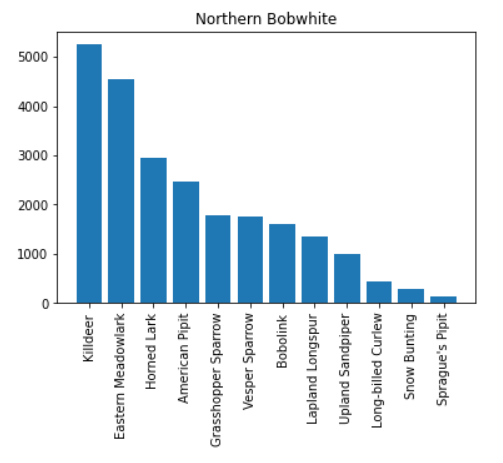 Northern Bobwhite
5000
4000
3000
2000
1000
0
Killdeer
Eastern Meadowlark
Horned Lark
American Pipit
Grasshopper Sparrow
Vesper Sparrow
Bobolink
Lapland Longspur
Upland Sandpiper
Long-billed Curlew
Snow Bunting
Sprague's Pipit